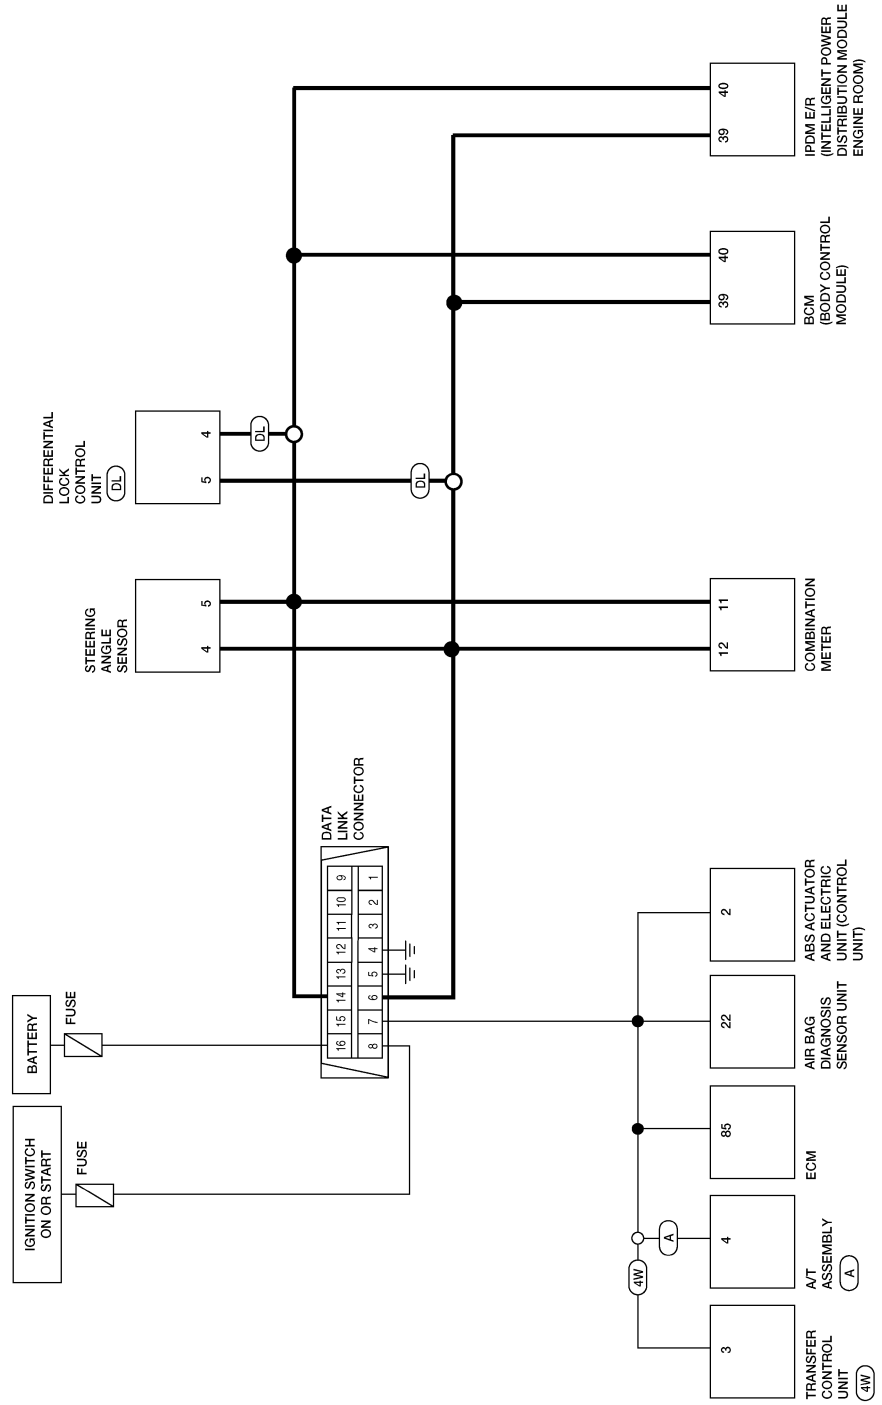 IGNITION SWITCH
ON OR START
FUSE
BATTERY
FUSE
STEERING
ANGLE
SENSOR
4
5
DIFFERENTIAL
LOCK
CONTROL
UNIT
DL
5
4
DL
DL
DATA
LINK
CONNECTOR
16 15 14 13 12 11 10 9
8 7 6 5 4 3 2 1
4W
A
3
TRANSFER
CONTROL
UNIT
4W
4
A/T
ASSEMBLY
A
85
ECM
22
AIR BAG
DIAGNOSIS
SENSOR UNIT
2
ABS ACTUATOR
AND ELECTRIC
UNIT (CONTROL
UNIT)
12
11
COMBINATION
METER
39
40
BCM
(BODY CONTROL
MODULE)
39
40
IPDM E/R
(INTELLIGENT POWER
DISTRIBUTION MODULE
ENGINE ROOM)